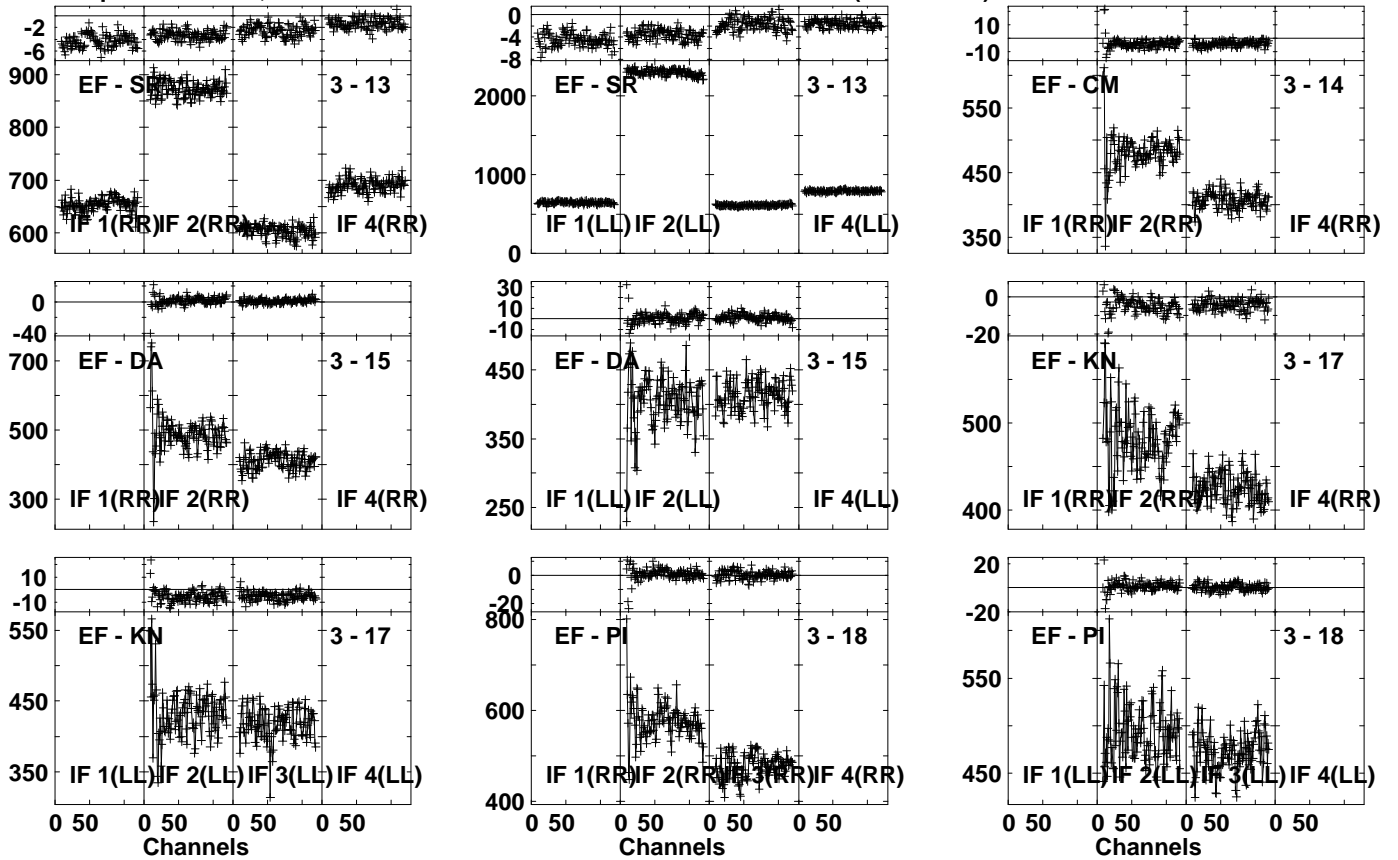 -2
-6
900
800
700
600
EF - SR
3 - 13
IF 1(RR)
IF 2(RR)
IF 4(RR)
0
-4
-8
2000
1000
0
EF - SR
3 - 13
IF 1(LL)
IF 2(LL)
IF 4(LL)
10
-10
550
450
350
EF - CM
3 - 14
IF 1(RR)
IF 2(RR)
IF 4(RR)
0
-40
700
500
300
EF - DA
3 - 15
IF 1(RR)
IF 2(RR)
IF 4(RR)
30
10
-10
450
350
250
EF - DA
3 - 15
IF 1(LL)
IF 2(LL)
IF 4(LL)
0
-20
500
400
EF - KN
3 - 17
IF 1(RR)
IF 2(RR)
IF 4(RR)
10
-10
550
450
350
EF - KN
3 - 17
IF 1(LL)
IF 2(LL)
IF 3(LL)
IF 4(LL)
0 50 0 50 0 50 0 50
Channels
0
-20
800
600
400
EF - PI
3 - 18
IF 1(RR)
IF 2(RR)
IF 3(RR)
IF 4(RR)
0 50 0 50 0 50 0 50
Channels
20
-20
550
450
EF - PI
3 - 18
IF 1(LL)
IF 2(LL)
IF 3(LL)
IF 4(LL)
0 50 0 50 0 50 0 50
Channels